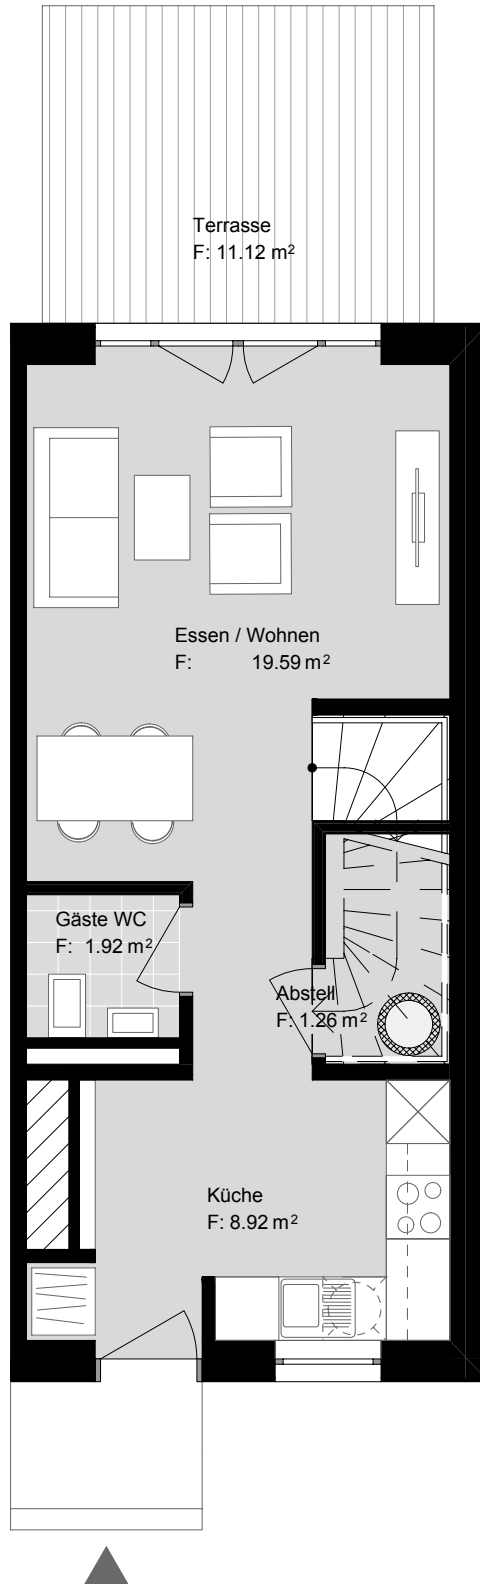 Terrasse
F: 11.12 m²
Essen / Wohnen
F: 19.59 m²
Gäste WC
F: 1.92 m²
Abstell
F: 1.26 m²
Küche
F: 8.92 m²